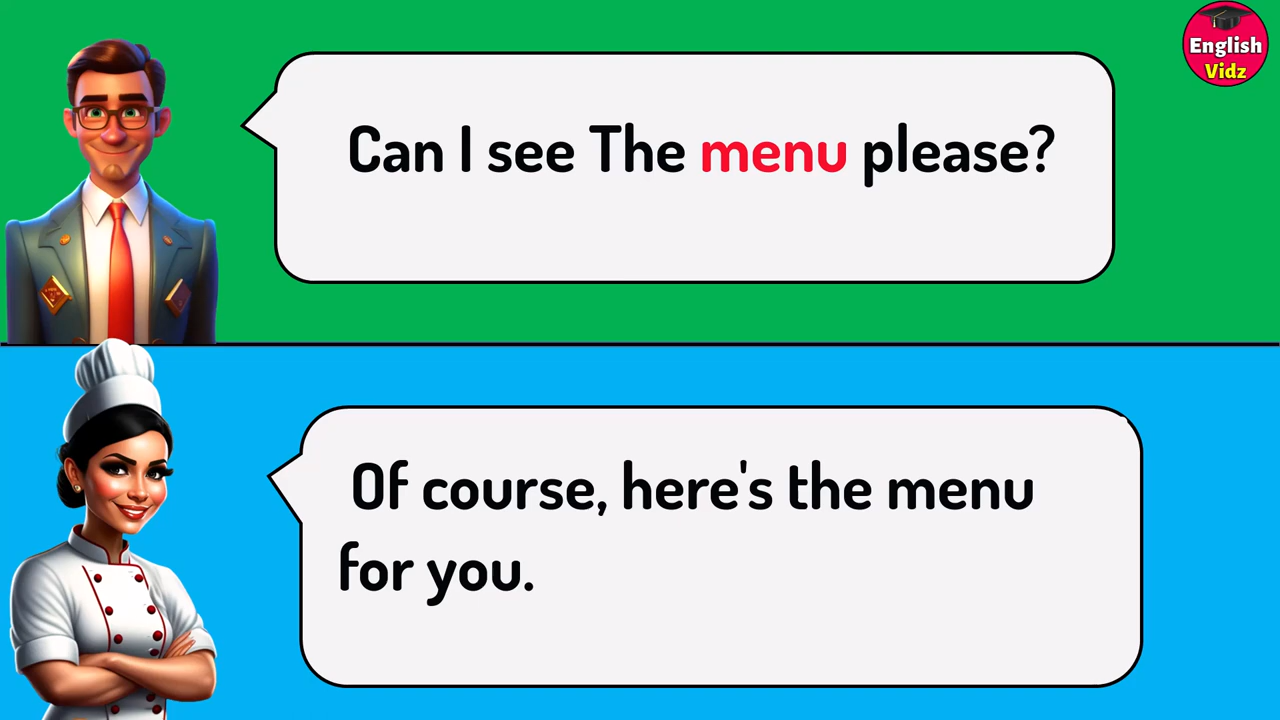 English
Vidz
Can I see The menu please?
Of course, here's the menu
for you.